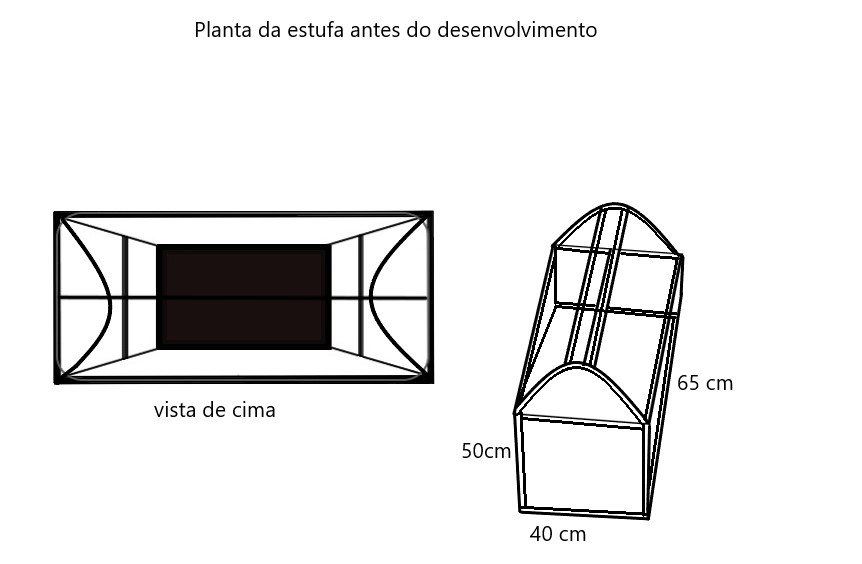 Planta da estufa antes do desenvolvimento
65 cm
vista de cima
50cm
40 cm